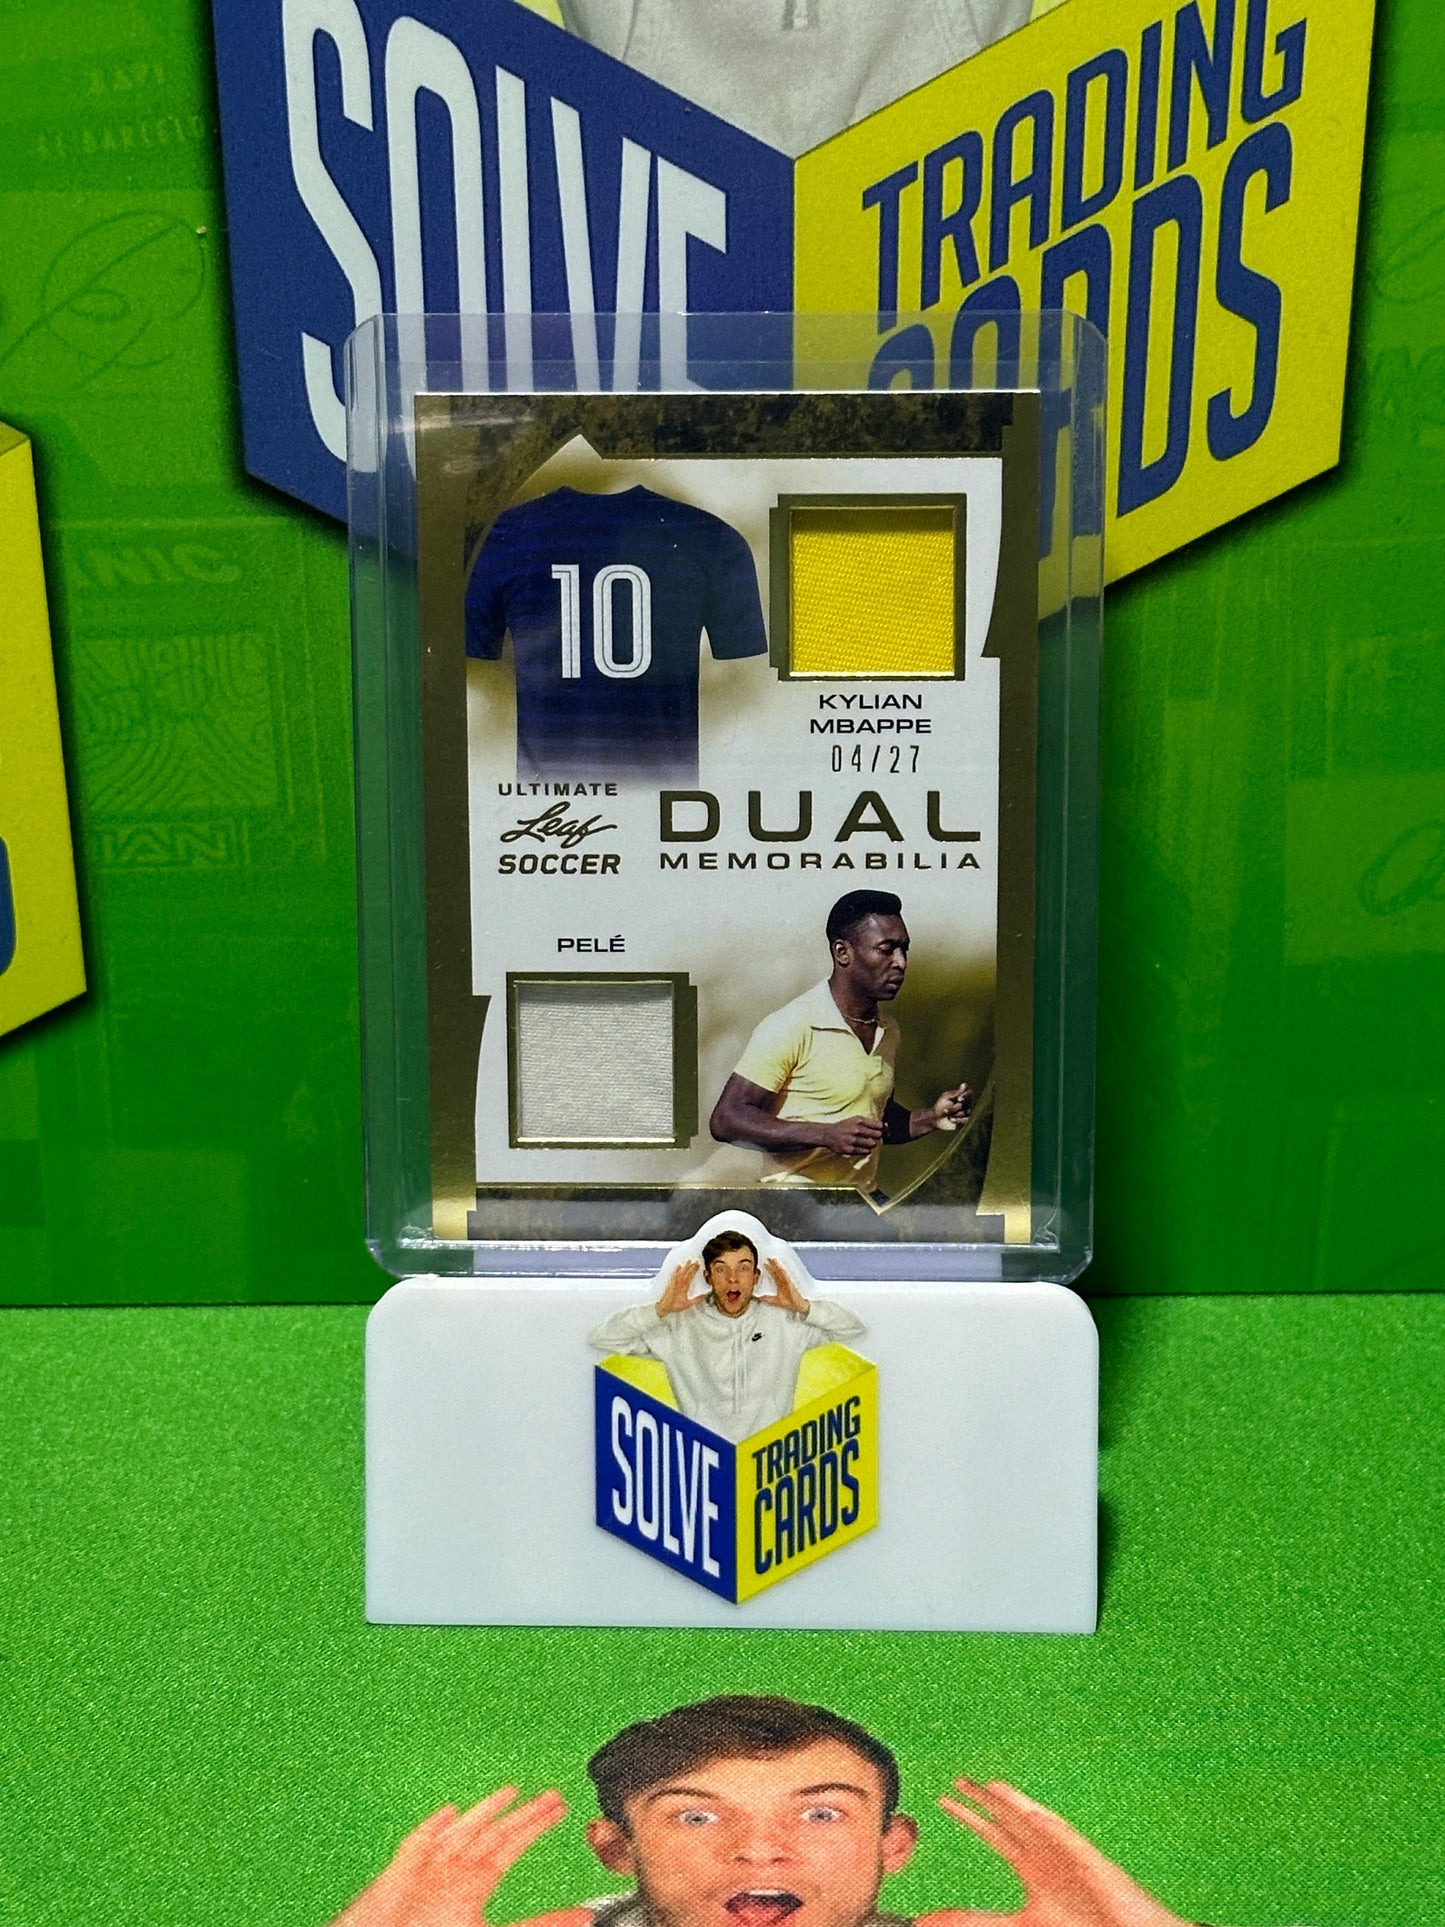 SOLVE
TRADING
CARDS
10
KYLIAN
MBAPPE
04/27
ULTIMATE
Leaf
SOCCER
DUAL
MEMORABILIA
PELÉ
SOLVE
TRADING
CARDS